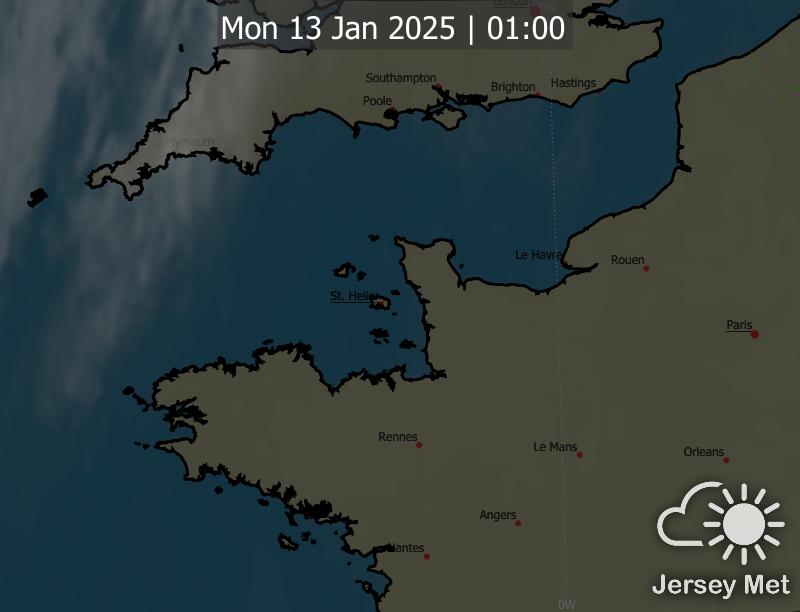 London
Mon 13 Jan 2025 | 01:00
Southampton
Brighton
Hastings
Poole
Plymouth
Le Havre
Rouen
St. Helier
Paris
Rennes
Le Mans
Orleans
Angers
Nantes
Jersey Met
0W